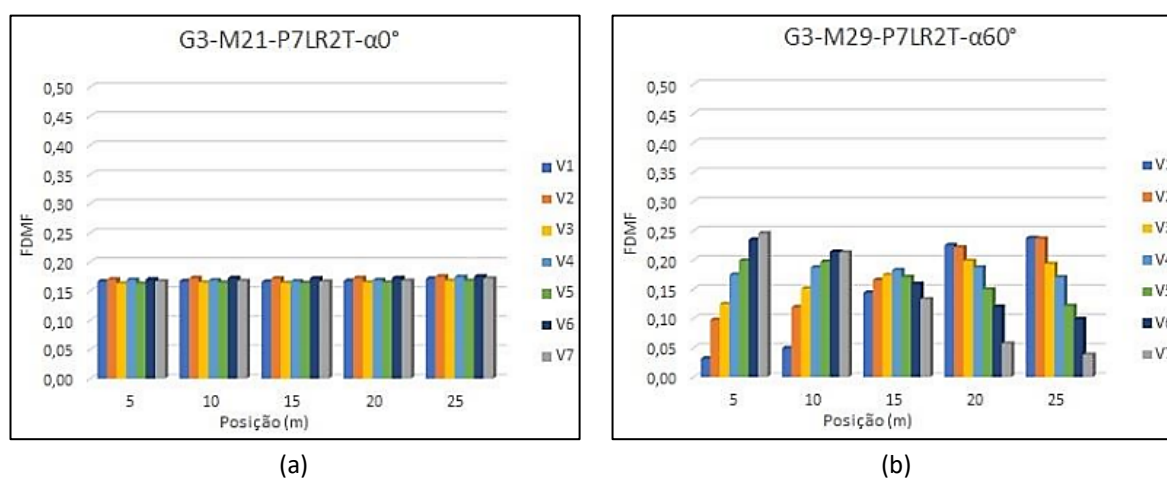 G3-M21-P7LR2T-α0°
0,50
0,45
0,40
0,35
0,30
0,25
0,20
0,15
0,10
0,05
0,00
FDMF
5 10 15 20 25
Posição (m)
V1
V2
V3
V4
V5
V6
V7
(a)
G3-M29-P7LR2T-α60°
0,50
0,45
0,40
0,35
0,30
0,25
0,20
0,15
0,10
0,05
0,00
FDMF
5 10 15 20 25
Posição (m)
V4
(b)